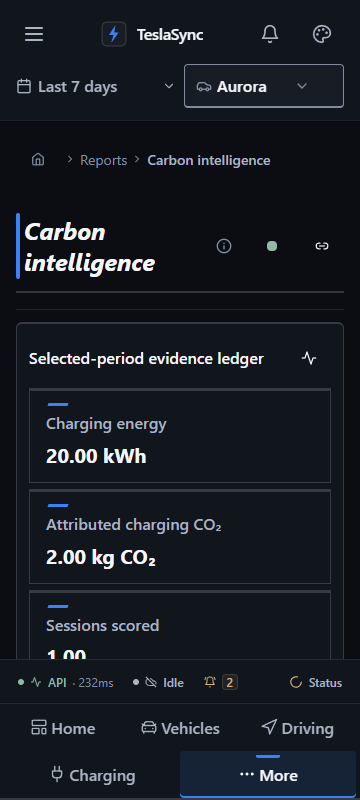 TeslaSync
Last 7 days
Aurora
Reports
Carbon intelligence
Carbon
intelligence
Selected-period evidence ledger
Charging energy
20.00 kWh
Attributed charging CO₂
2.00 kg CO₂
Sessions scored
1.00
API · 232ms
Idle
2
Status
Home
Vehicles
Driving
Charging
More